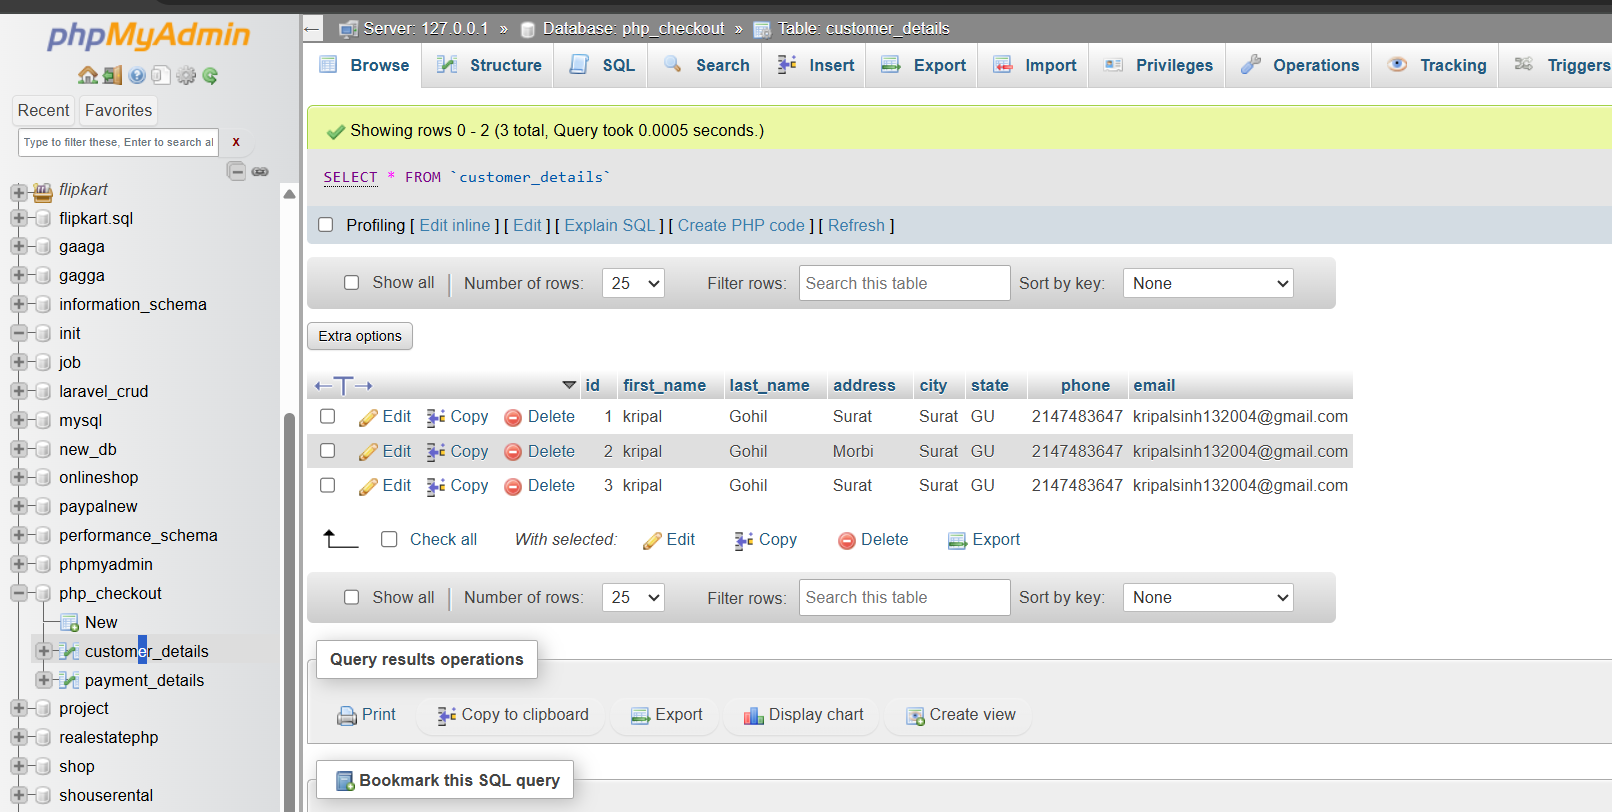 phpMyAdmin
Recent Favorites
Type to filter these, Enter to search al X
flipkart
flipkart.sql
gaaga
gagga
information_schema
init
job
laravel_crud
mysql
new_db
onlineshop
paypalnew
performance_schema
phpmyadmin
php_checkout
New
customer_details
payment_details
project
realestatephp
shop
shouserental
Server: 127.0.0.1 » Database: php_checkout » Table: customer_details
Browse Structure SQL Search Insert Export Import Privileges Operations Tracking Triggers
Showing rows 0 - 2 (3 total, Query took 0.0005 seconds.)
SELECT * FROM `customer_details`
Profiling [ Edit inline ] [ Edit ] [ Explain SQL ] [ Create PHP code ] [ Refresh ]
Show all | Number of rows: 25 Filter rows: Search this table Sort by key: None
Extra options
←T→ id first_name last_name address city state phone email
Edit Copy Delete 1 kripal Gohil Surat Surat GU 2147483647 kripalsinh132004@gmail.com
Edit Copy Delete 2 kripal Gohil Morbi Surat GU 2147483647 kripalsinh132004@gmail.com
Edit Copy Delete 3 kripal Gohil Surat Surat GU 2147483647 kripalsinh132004@gmail.com
Check all With selected: Edit Copy Delete Export
Show all | Number of rows: 25 Filter rows: Search this table Sort by key: None
Query results operations
Print Copy to clipboard Export Display chart Create view
Bookmark this SQL query